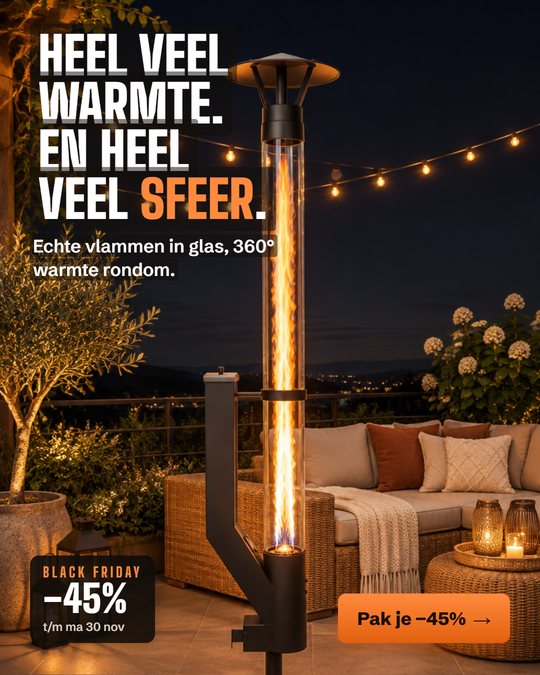 HEEL VEEL
WARMTE.
EN HEEL
VEEL SFEER.
Echte vlammen in glas, 360°
warmte rondom.
BLACK FRIDAY
−45%
t/m ma 30 nov
Pak je −45% →